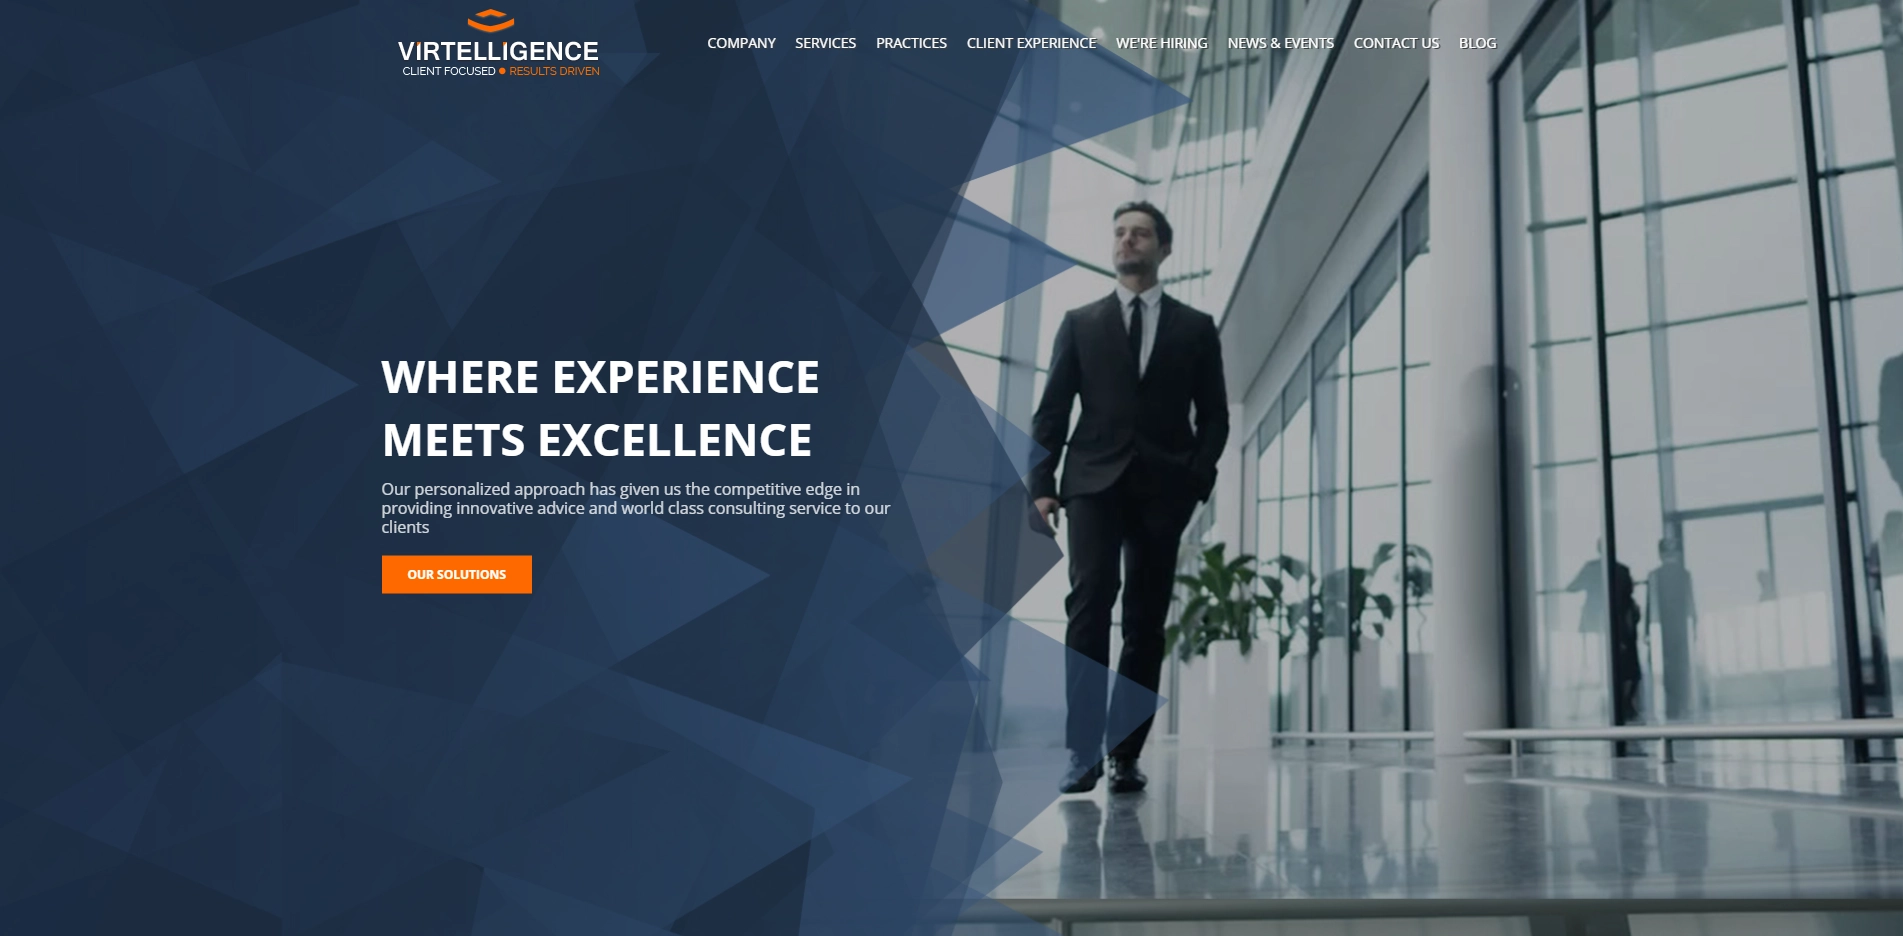 VIRTELLIGENCE
CLIENT FOCUSED • RESULTS DRIVEN
COMPANY SERVICES PRACTICES CLIENT EXPERIENCE WE'RE HIRING NEWS & EVENTS CONTACT US BLOG
WHERE EXPERIENCE
MEETS EXCELLENCE
Our personalized approach has given us the competitive edge in
providing innovative advice and world class consulting service to our
clients
OUR SOLUTIONS